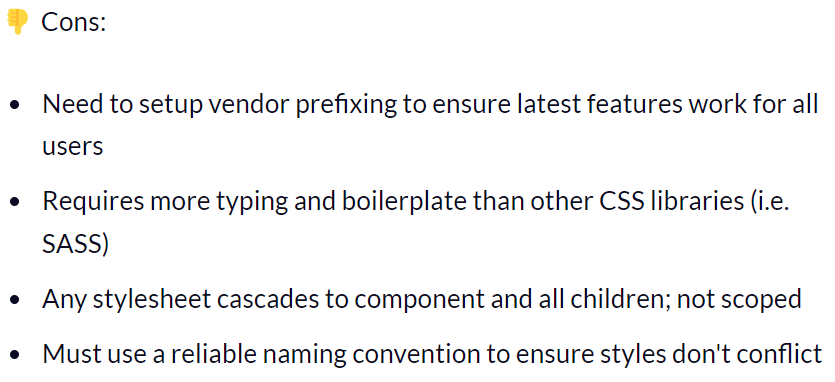 👎 Cons:
• Need to setup vendor prefixing to ensure latest features work for all
users
• Requires more typing and boilerplate than other CSS libraries (i.e.
SASS)
• Any stylesheet cascades to component and all children; not scoped
• Must use a reliable naming convention to ensure styles don't conflict